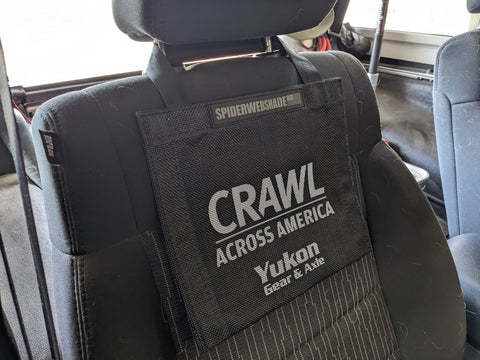 SPIDERWEBSHADE
CRAWL
ACROSS AMERICA
Yukon
Gear & Axle